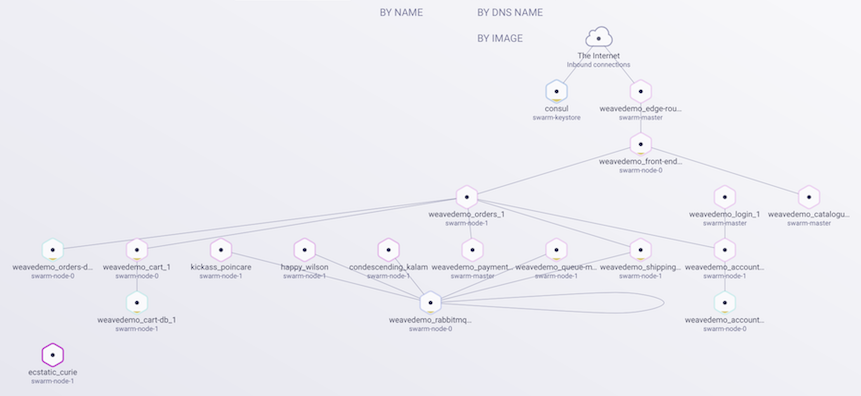 BY NAME
BY DNS NAME
BY IMAGE
The Internet
Inbound connections
consul
swarm-keystore
weavedemo_edge-rou...
swarm-master
weavedemo_front-end...
swarm-node-0
weavedemo_orders_1
swarm-node-1
weavedemo_login_1
swarm-master
weavedemo_catalogu...
swarm-master
weavedemo_orders-d...
swarm-node-0
weavedemo_cart_1
swarm-node-0
kickass_poincare
swarm-node-1
happy_wilson
swarm-node-1
condescending_kalam
swarm-node-0
weavedemo_payment...
swarm-master
weavedemo_queue-m...
swarm-node-1
weavedemo_shipping...
swarm-node-0
weavedemo_account...
swarm-node-1
weavedemo_cart-db_1
swarm-node-1
weavedemo_rabbitmq...
swarm-node-0
weavedemo_account...
swarm-node-0
ecstatic_curie
swarm-node-1